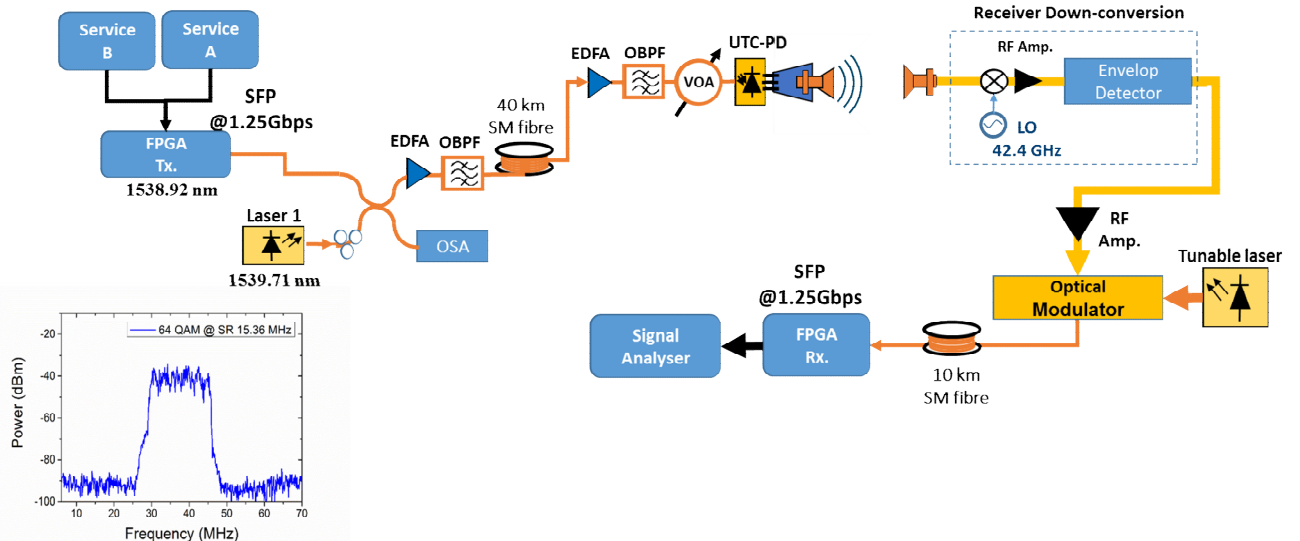 Service
B
Service
A
SFP
@1.25Gbps
FPGA
Tx.
1538.92 nm
Laser 1
1539.71 nm
EDFA
OBPF
OSA
40 km
SM fibre
EDFA
OBPF
VOA
UTC-PD
Receiver Down-conversion
RF Amp.
LO
42.4 GHz
Envelop
Detector
RF
Amp.
Tunable laser
Optical
Modulator
10 km
SM fibre
SFP
@1.25Gbps
FPGA
Rx.
Signal
Analyser
64 QAM @ SR 15.36 MHz
Power (dBm)
-20
-40
-60
-80
-100
10 20 30 40 50 60 70
Frequency (MHz)